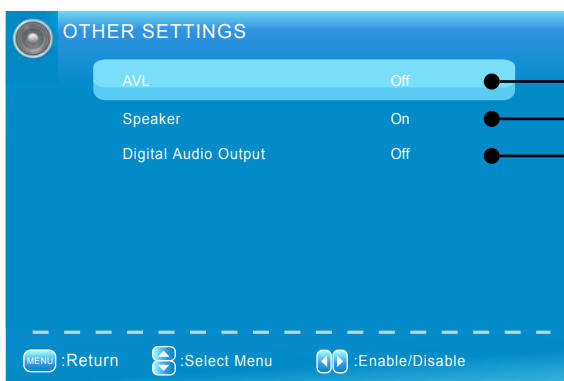 OTHER SETTINGS
AVL Off
Speaker On
Digital Audio Output Off
MENU :Return :Select Menu :Enable/Disable